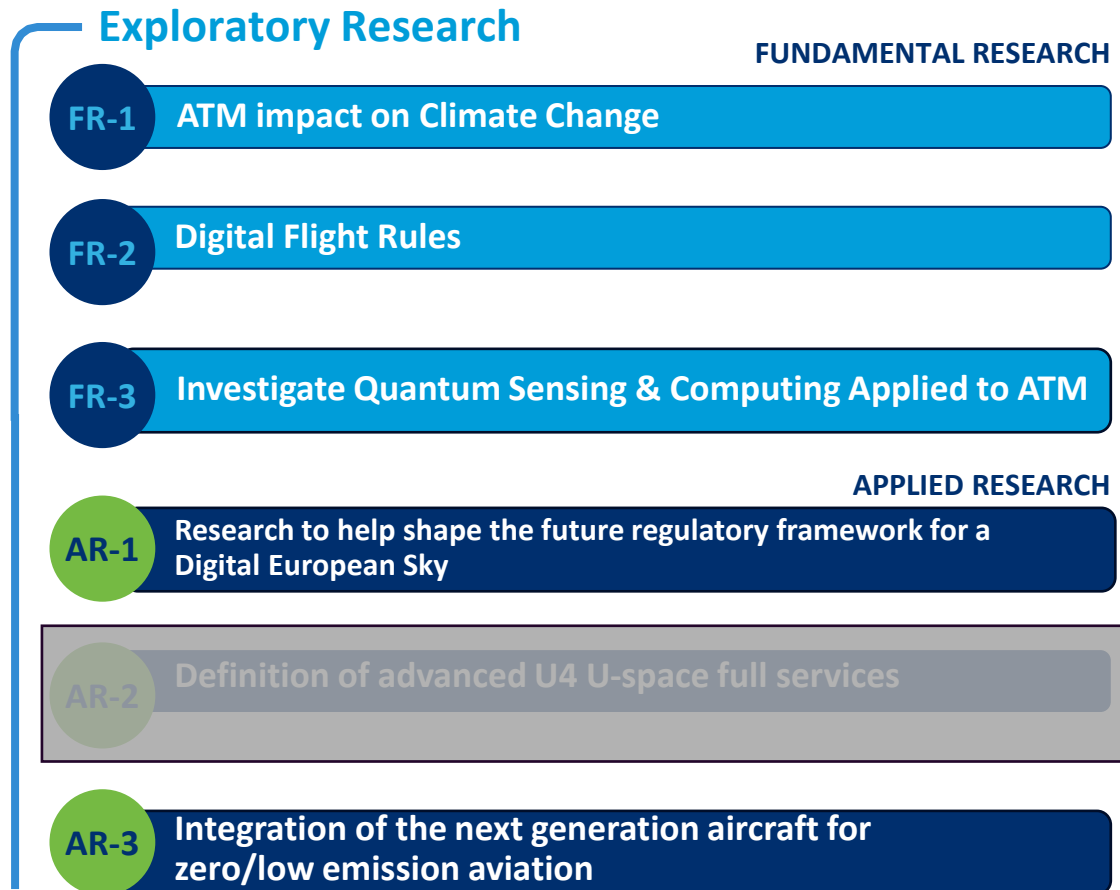 Exploratory Research
FUNDAMENTAL RESEARCH
FR-1 ATM impact on Climate Change
FR-2 Digital Flight Rules
FR-3 Investigate Quantum Sensing & Computing Applied to ATM
APPLIED RESEARCH
AR-1 Research to help shape the future regulatory framework for a
Digital European Sky
AR-2 Definition of advanced U4 U-space full services
AR-3 Integration of the next generation aircraft for
zero/low emission aviation